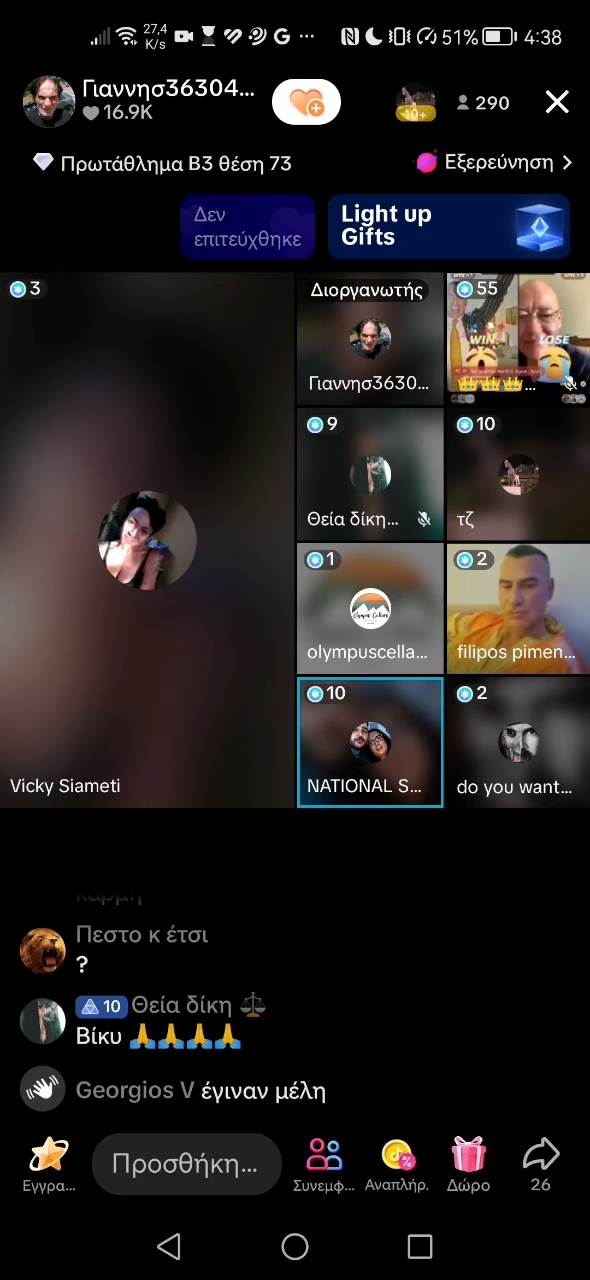 27,4
K/s
51%
4:38
Γιαννησ36304...
16.9K
10+
290
Πρωτάθλημα B3 θέση 73
Εξερεύνηση
Δεν
επιτεύχθηκε
Light up
Gifts
3
Διοργανωτής
Γιαννησ3630...
55
WIN
LOSE
9
Θεία δίκη...
10
τζ
1
olympuscella...
2
filipos pimen...
10
NATIONAL S...
2
do you want...
Vicky Siameti
Πεστο κ έτσι
?
10 Θεία δίκη ⚖️
Βίκυ 🙏🙏🙏🙏
Georgios V έγιναν μέλη
Εγγρα...
Προσθήκη...
Συνεμφ...
Αναπλήρ.
Δώρο
26